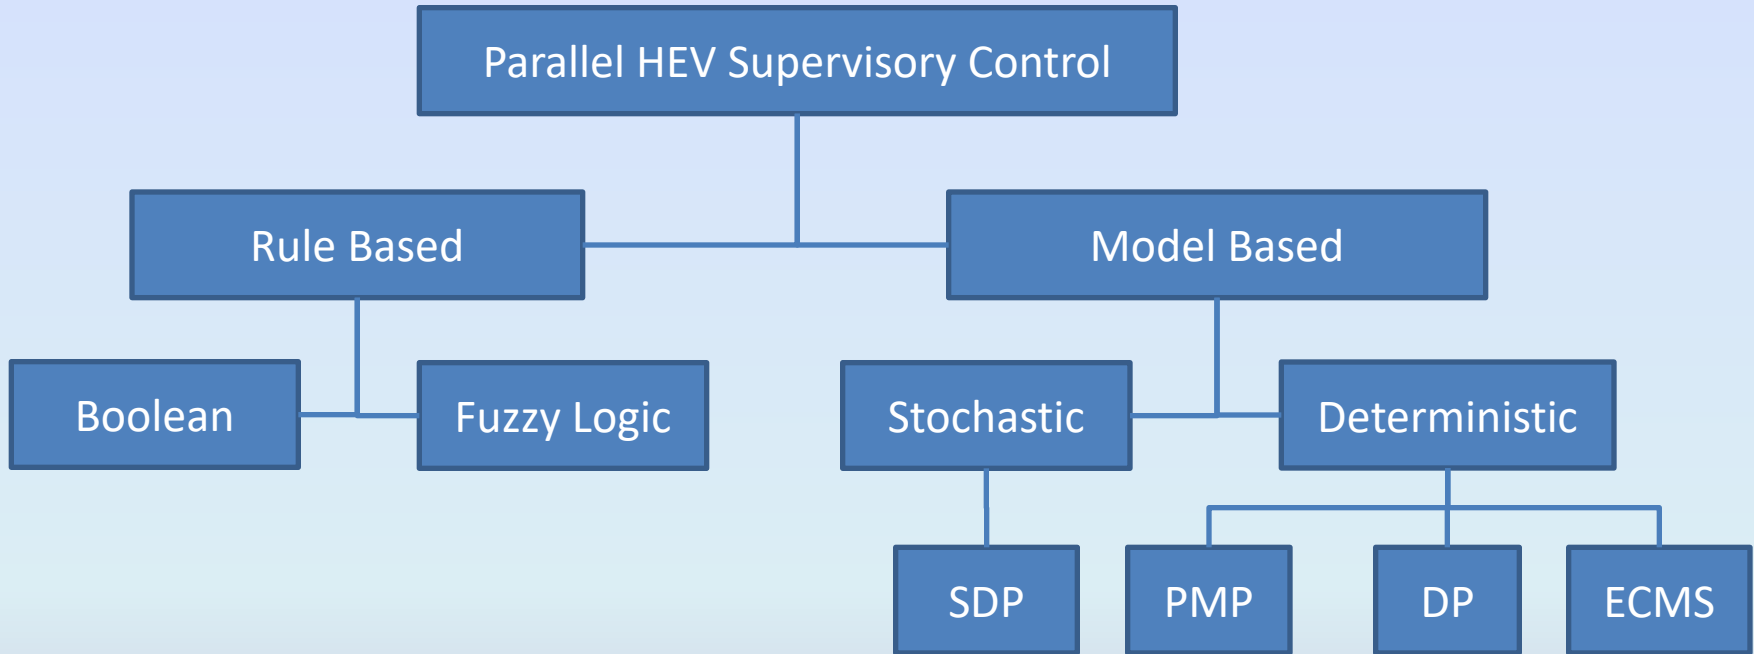 Parallel HEV Supervisory Control
Rule Based
Model Based
Boolean
Fuzzy Logic
Stochastic
Deterministic
SDP
PMP
DP
ECMS